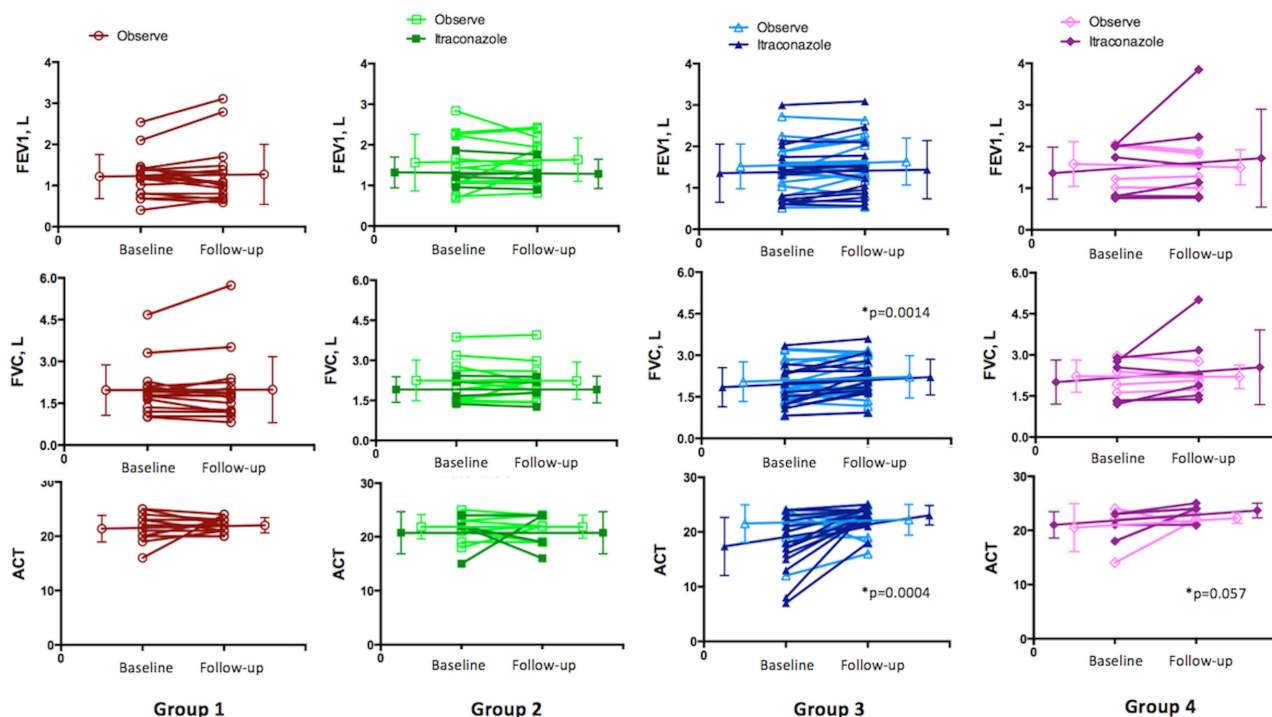 Observe
Observe
Itraconazole
Observe
Itraconazole
Observe
Itraconazole
FEV1, L
4
3
2
1
0
0
Baseline
Follow-up
FEV1, L
4
3
2
1
0
0
Baseline
Follow-up
FEV1, L
4
3
2
1
0
0
Baseline
Follow-up
FEV1, L
4
3
2
1
0
0
Baseline
Follow-up
FVC, L
6.0
4.5
3.0
1.5
0.0
0
Baseline
Follow-up
FVC, L
6.0
4.5
3.0
1.5
0.0
0
Baseline
Follow-up
FVC, L
6.0
4.5
3.0
1.5
0.0
0
*p=0.0014
Baseline
Follow-up
FVC, L
6.0
4.5
3.0
1.5
0.0
0
Baseline
Follow-up
ACT
30
20
10
0
0
Baseline
Follow-up
ACT
30
20
10
0
0
Baseline
Follow-up
ACT
30
20
10
0
0
*p=0.0004
Baseline
Follow-up
ACT
30
20
10
0
0
*p=0.057
Baseline
Follow-up
Group 1
Group 2
Group 3
Group 4